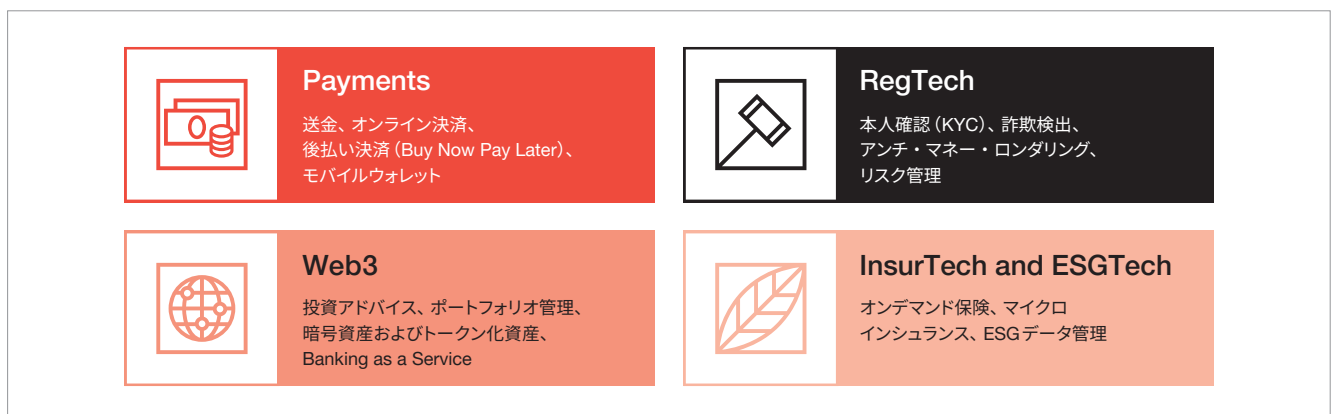 Payments
送金、オンライン決済、
後払い決済（Buy Now Pay Later）、
モバイルウォレット
RegTech
本人確認（KYC）、詐欺検出、
アンチ・マネー・ロンダリング、
リスク管理
Web3
投資アドバイス、ポートフォリオ管理、
暗号資産およびトークン化資産、
Banking as a Service
InsurTech and ESGTech
オンデマンド保険、マイクロ
インシュランス、ESGデータ管理